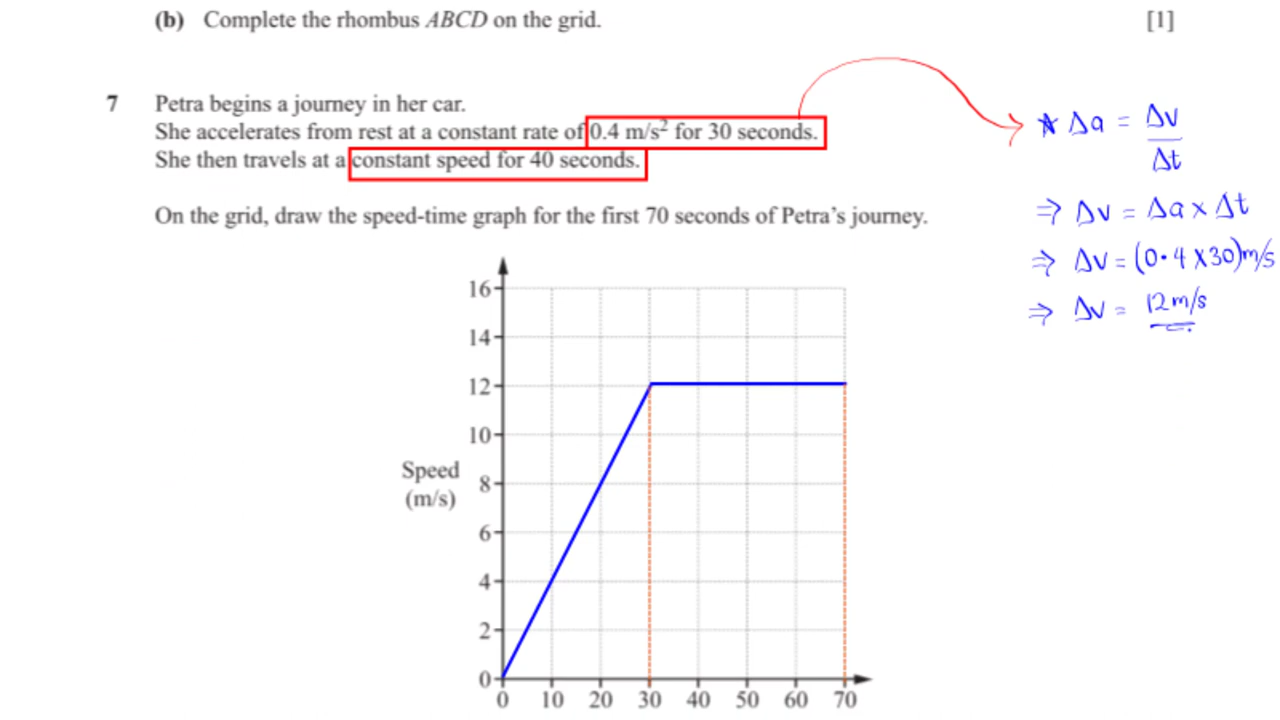 (b) Complete the rhombus ABCD on the grid. [1]
7 Petra begins a journey in her car.
She accelerates from rest at a constant rate of 0.4 m/s² for 30 seconds.
She then travels at a constant speed for 40 seconds.
On the grid, draw the speed-time graph for the first 70 seconds of Petra's journey.
* Δa = Δv
Δt
⇒ Δv = Δa × Δt
⇒ Δv = (0.4 × 30) m/s
⇒ Δv = 12 m/s
16
14
12
10
Speed
(m/s)
8
6
4
2
0
0 10 20 30 40 50 60 70